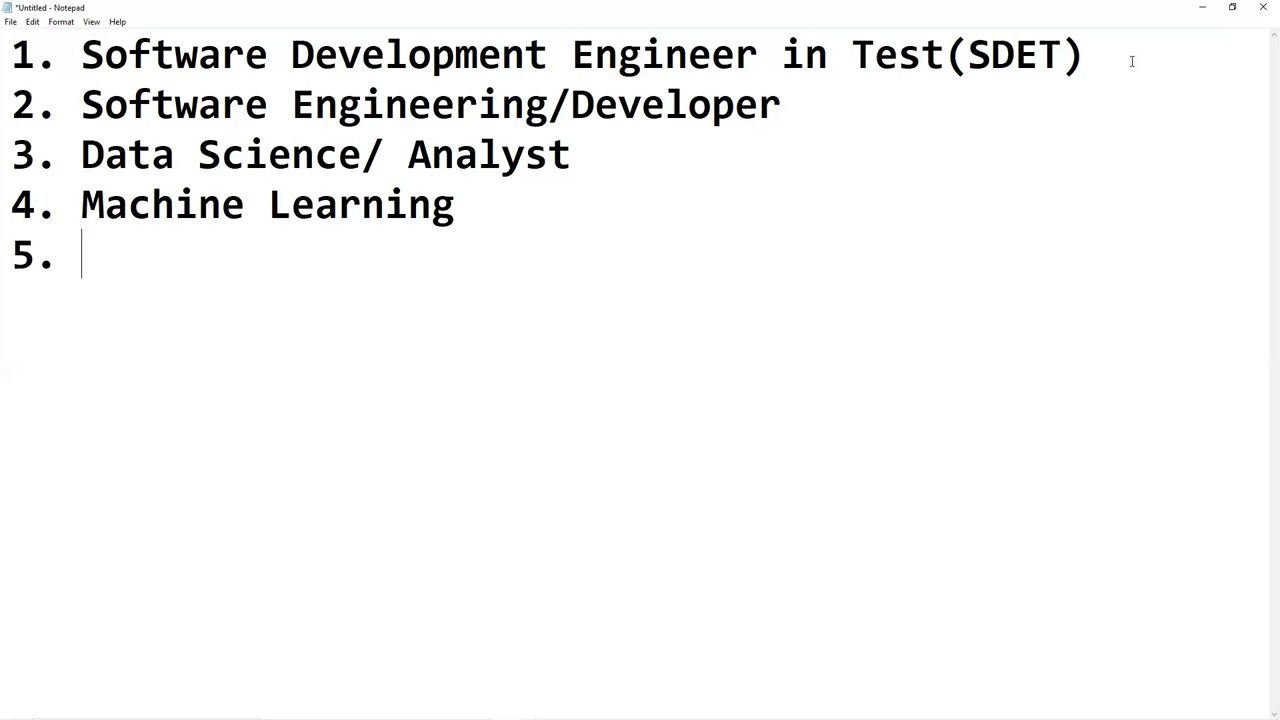 *Untitled - Notepad
File Edit Format View Help
1. Software Development Engineer in Test(SDET)
2. Software Engineering/Developer
3. Data Science/ Analyst
4. Machine Learning
5.